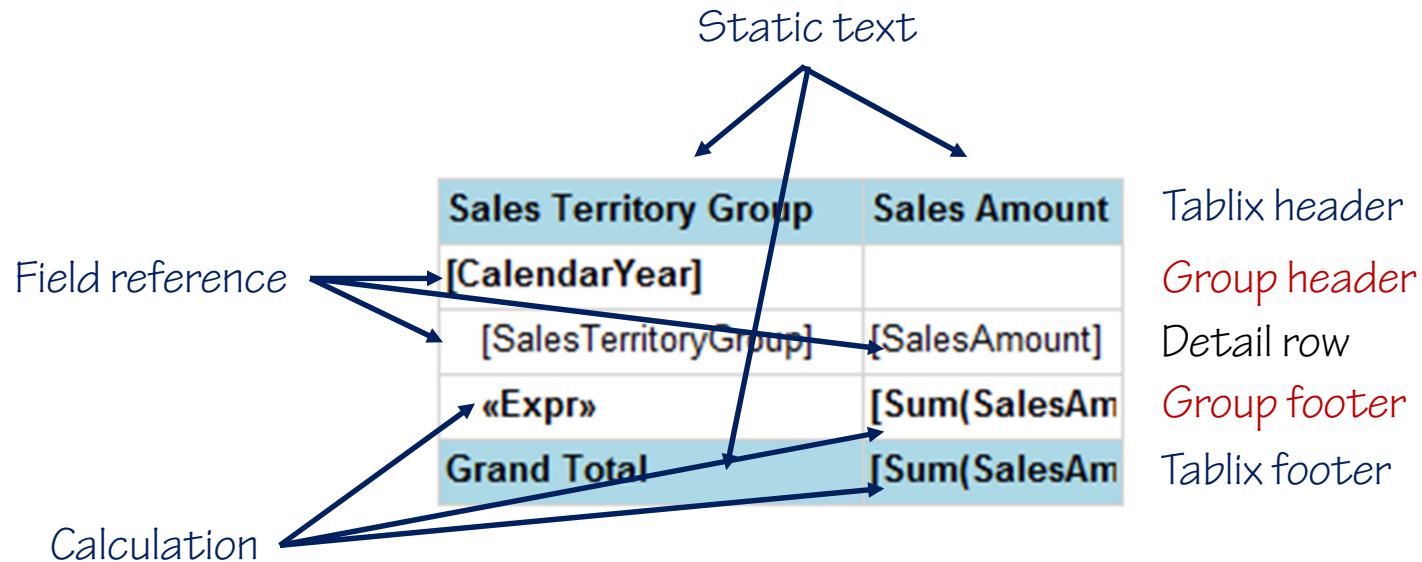 Static text
Sales Territory Group Sales Amount Tablix header
Field reference [CalendarYear] Group header
[SalesTerritoryGroup] [SalesAmount] Detail row
«Expr» [Sum(SalesAm Group footer
Grand Total [Sum(SalesAm Tablix footer
Calculation